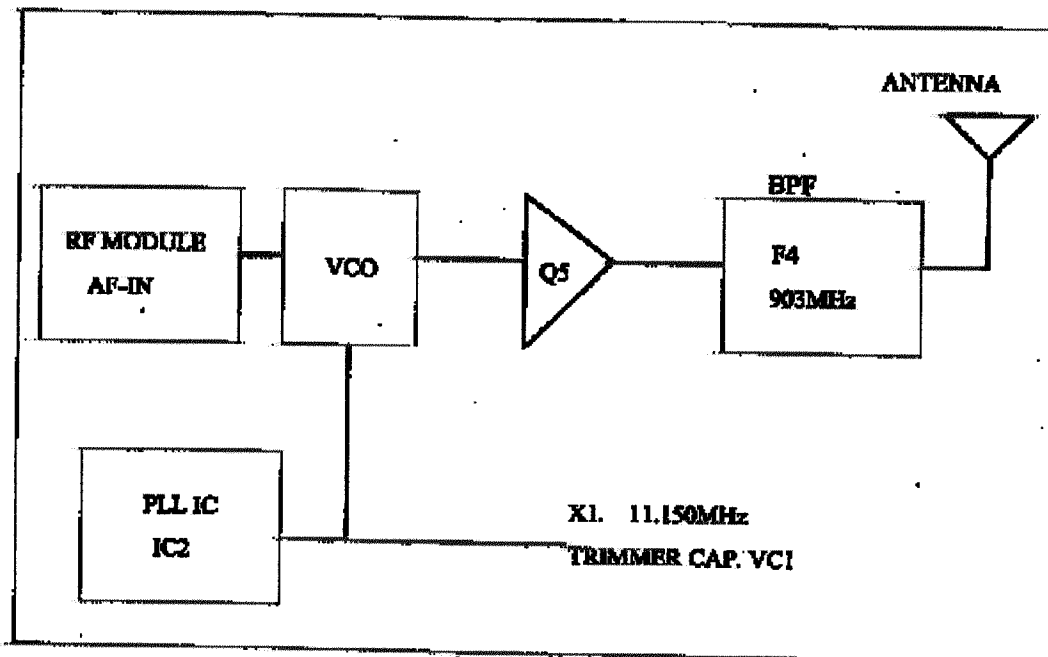 ANTENNA
BPF
RF MODULE
AF-IN
VCO
Q5
F4
903MHz
PLL IC
IC2
X1. 11.150MHz
TRIMMER CAP. VC1